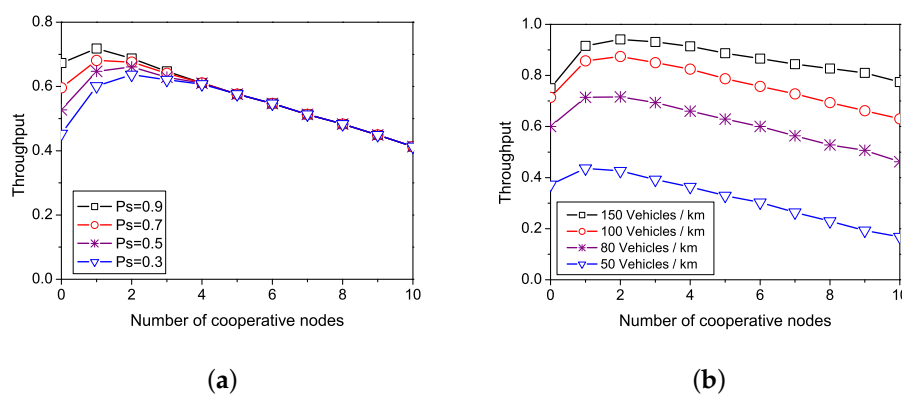 0.8
0.6
0.4
0.2
0.0
Throughput
Ps=0.9
Ps=0.7
Ps=0.5
Ps=0.3
0 2 4 6 8 10
Number of cooperative nodes
(a)
1.0
0.8
0.6
0.4
0.2
0.0
Throughput
150 Vehicles / km
100 Vehicles / km
80 Vehicles / km
50 Vehicles / km
0 2 4 6 8 10
Number of cooperative nodes
(b)